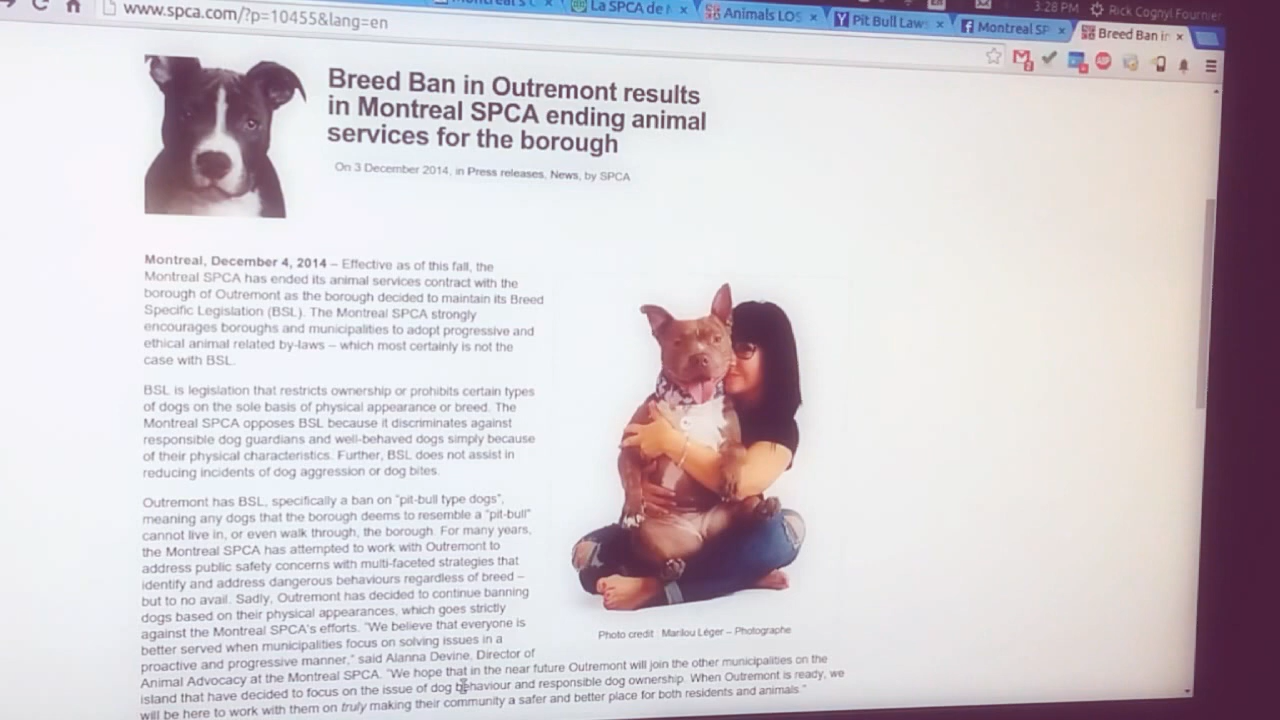 3:28 PM Rick Cognyl Fournier
La SPCA de
Animals LOS
Pit Bull Laws
Montreal SP
Breed Ban in
www.spca.com/?p=10455&lang=en
2
ABP
Breed Ban in Outremont results
in Montreal SPCA ending animal
services for the borough
On 3 December 2014, in Press releases, News, by SPCA
Montreal, December 4, 2014 – Effective as of this fall, the
Montreal SPCA has ended its animal services contract with the
borough of Outremont as the borough decided to maintain its Breed
Specific Legislation (BSL). The Montreal SPCA strongly
encourages boroughs and municipalities to adopt progressive and
ethical animal related by-laws – which most certainly is not the
case with BSL.
BSL is legislation that restricts ownership or prohibits certain types
of dogs on the sole basis of physical appearance or breed. The
Montreal SPCA opposes BSL because it discriminates against
responsible dog guardians and well-behaved dogs simply because
of their physical characteristics. Further, BSL does not assist in
reducing incidents of dog aggression or dog bites.
Outremont has BSL, specifically a ban on "pit-bull type dogs",
meaning any dogs that the borough deems to resemble a "pit-bull"
cannot live in, or even walk through, the borough. For many years,
the Montreal SPCA has attempted to work with Outremont to
address public safety concerns with multi-faceted strategies that
identify and address dangerous behaviours regardless of breed –
but to no avail. Sadly, Outremont has decided to continue banning
dogs based on their physical appearances, which goes strictly
against the Montreal SPCA's efforts. "We believe that everyone is
better served when municipalities focus on solving issues in a
proactive and progressive manner," said Alanna Devine, Director of
Animal Advocacy at the Montreal SPCA. "We hope that in the near future Outremont will join the other municipalities on the
island that have decided to focus on the issue of dog behaviour and responsible dog ownership. When Outremont is ready, we
will be here to work with them on truly making their community a safer and better place for both residents and animals."
Photo credit : Marilou Léger – Photographe